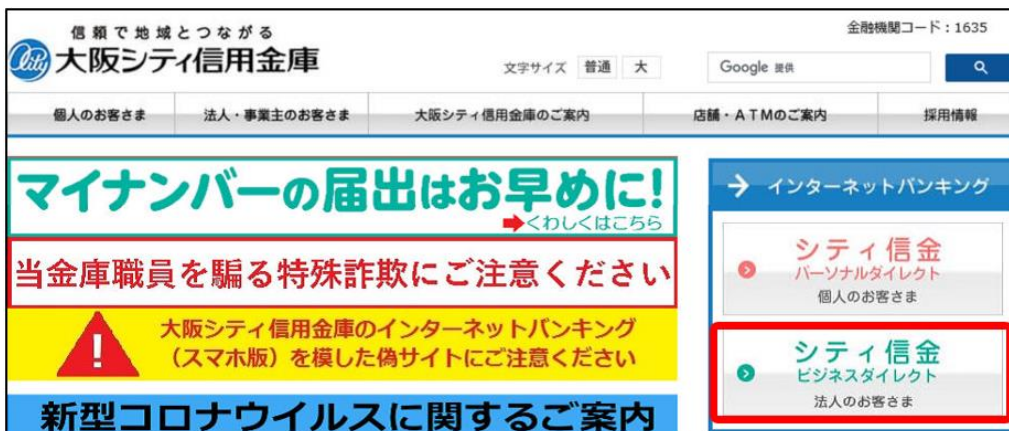 信頼で地域とつながる
City 大阪シティ信用金庫
金融機関コード：1635
文字サイズ 普通 大
Google 提供
個人のお客さま 法人・事業主のお客さま 大阪シティ信用金庫のご案内 店舗・ＡＴＭのご案内 採用情報
マイナンバーの届出はお早めに!
➡くわしくはこちら
当金庫職員を騙る特殊詐欺にご注意ください
大阪シティ信用金庫のインターネットバンキング
（スマホ版）を模した偽サイトにご注意ください
新型コロナウイルスに関するご案内
→ インターネットバンキング
シティ信金
パーソナルダイレクト
個人のお客さま
シティ信金
ビジネスダイレクト
法人のお客さま